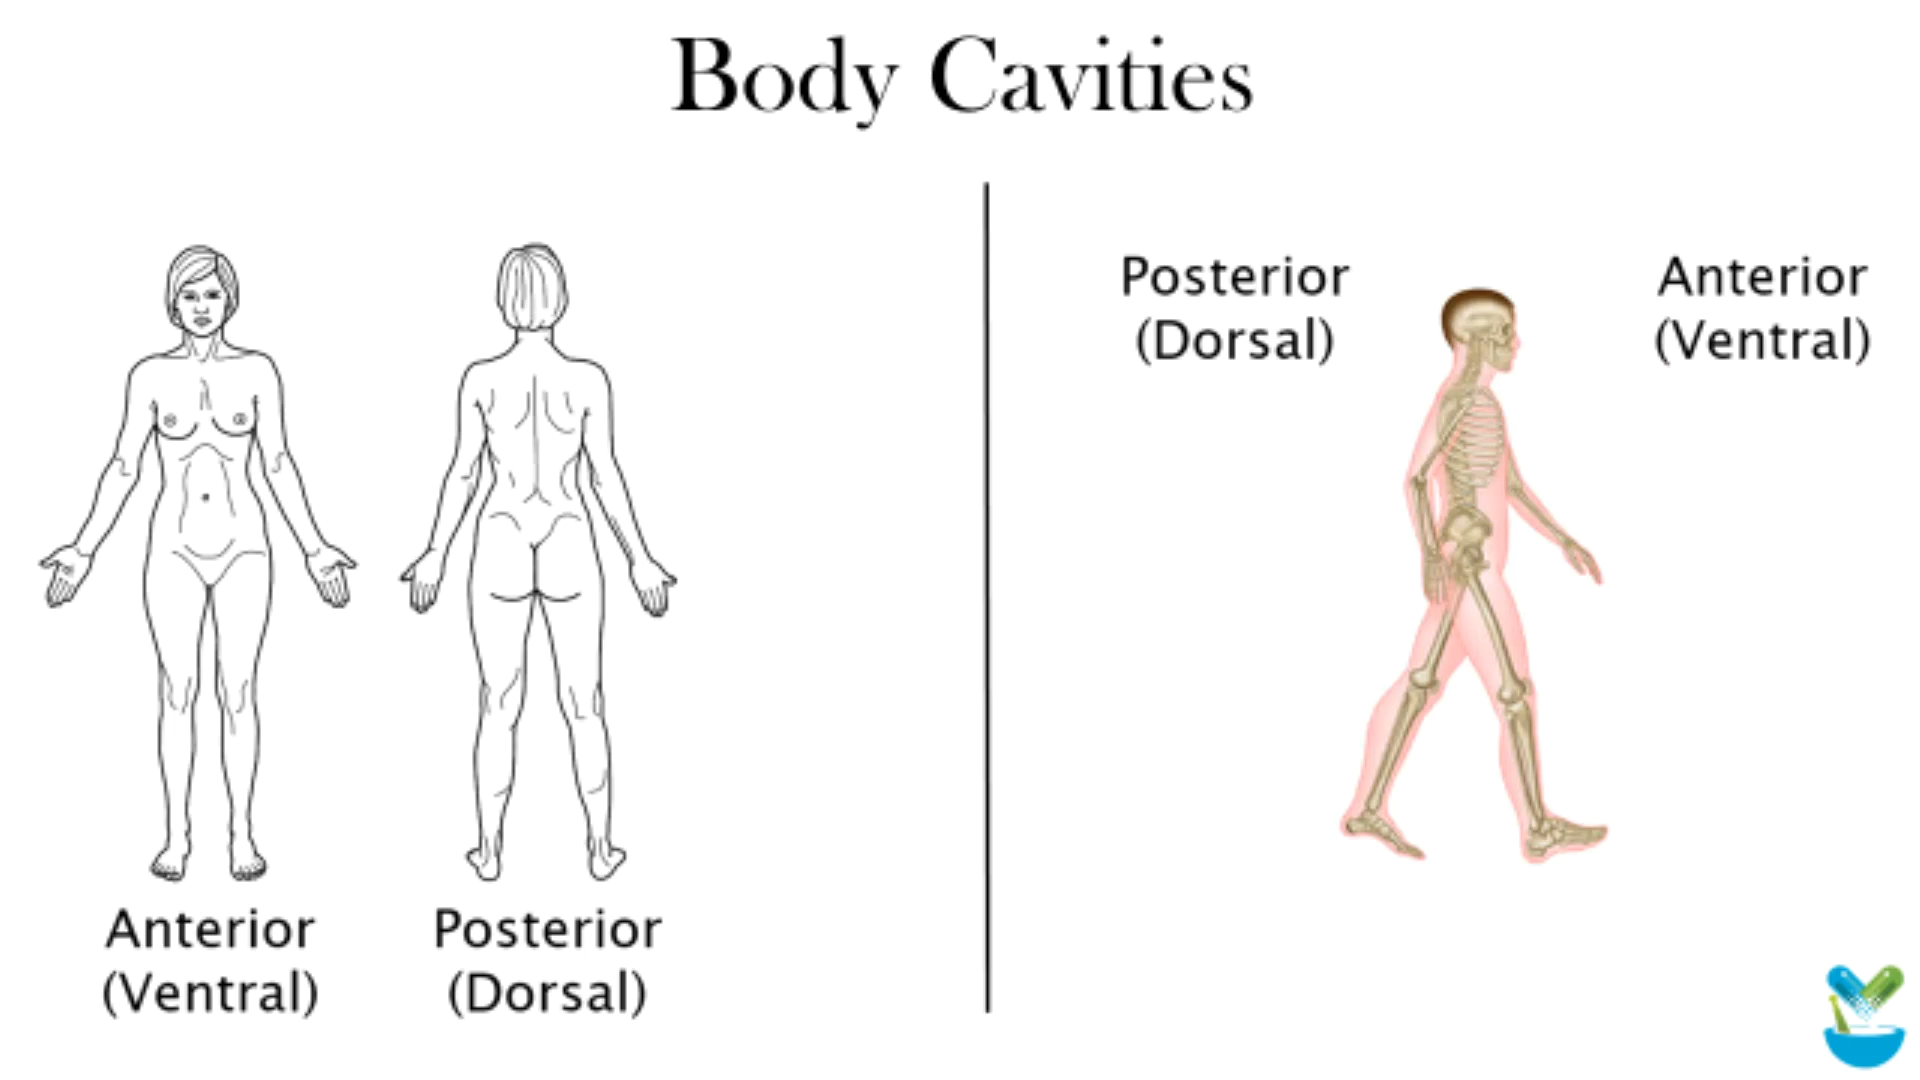 Body Cavities
Anterior
(Ventral)
Posterior
(Dorsal)
Posterior
(Dorsal)
Anterior
(Ventral)